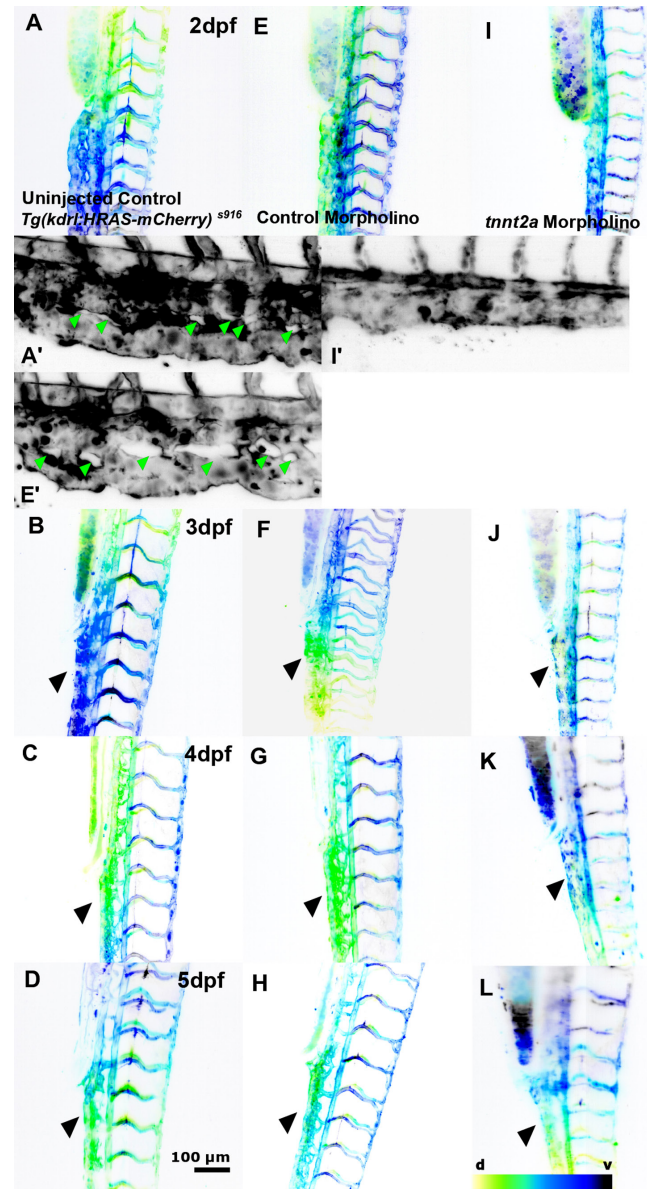 A
2dpf
E
I
Uninjected Control
Tg(kdrl:HRAS-mCherry) s916
Control Morpholino
tnnt2a Morpholino
A'
I'
E'
B
3dpf
F
J
C
4dpf
G
K
D
5dpf
H
L
100 µm
d
v